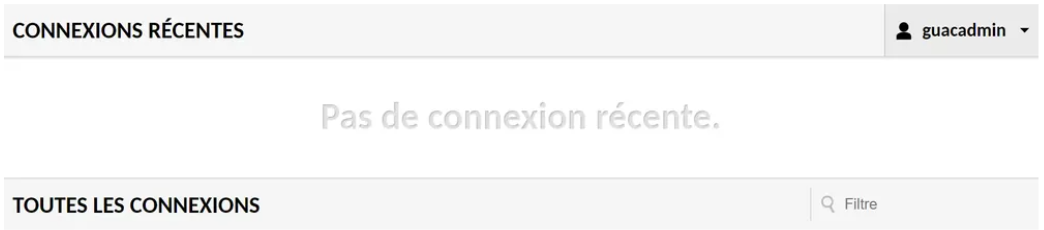 CONNEXIONS RÉCENTES
guacadmin
Pas de connexion récente.
TOUTES LES CONNEXIONS
Filtre